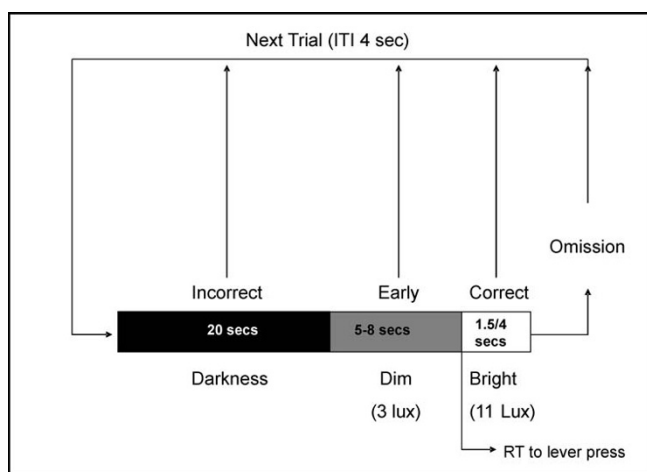 Next Trial (ITI 4 sec)
Omission
Incorrect Early Correct
20 secs 5-8 secs 1.5/4
secs
Darkness Dim Bright
(3 lux) (11 Lux)
RT to lever press